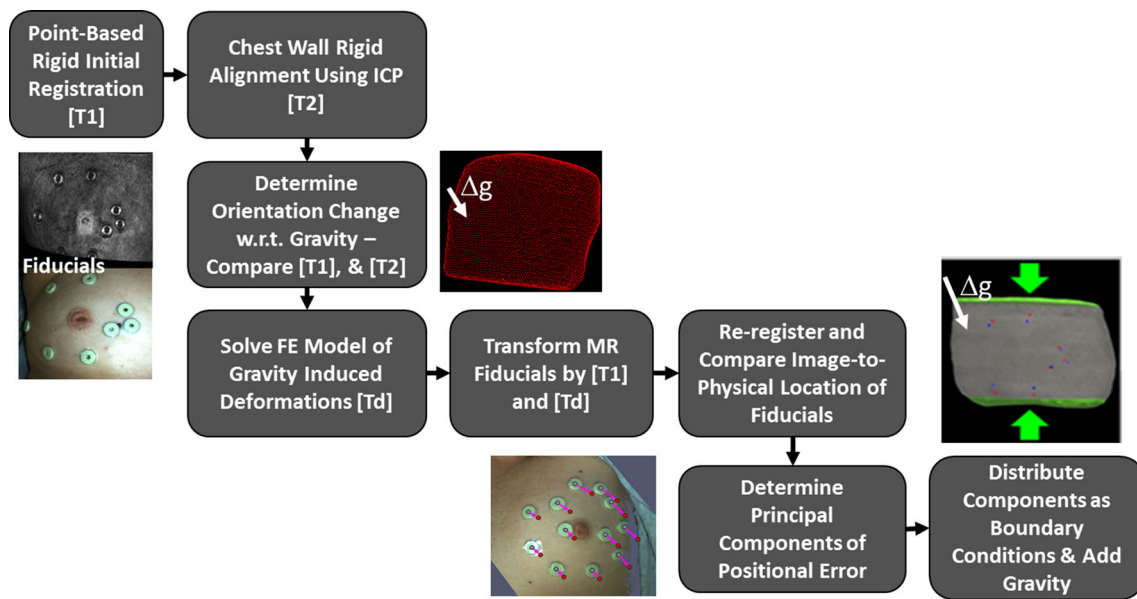 Point-Based
Rigid Initial
Registration
[T1]
Chest Wall Rigid
Alignment Using ICP
[T2]
Determine
Orientation Change
w.r.t. Gravity –
Compare [T1], & [T2]
Δg
Fiducials
Solve FE Model of
Gravity Induced
Deformations [Td]
Transform MR
Fiducials by [T1]
and [Td]
Re-register and
Compare Image-to-
Physical Location of
Fiducials
Δg
Determine
Principal
Components of
Positional Error
Distribute
Components as
Boundary
Conditions & Add
Gravity